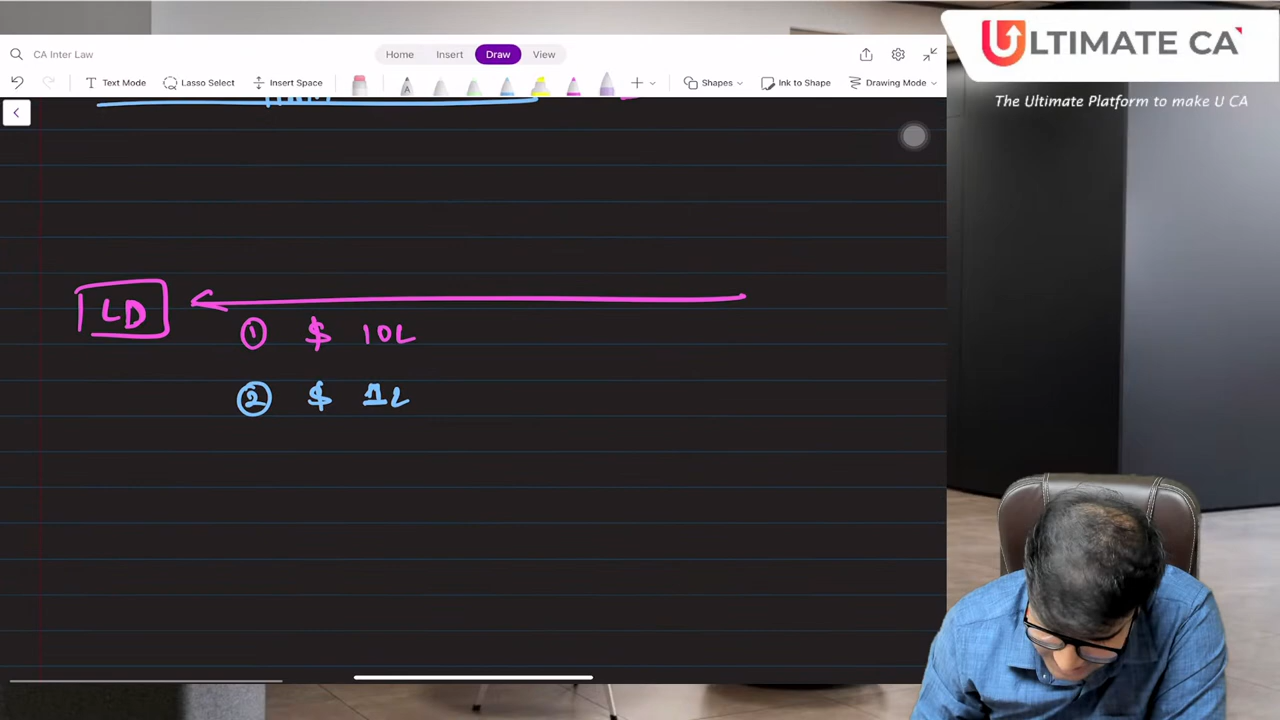 CA Inter Law
Home Insert Draw View
Text Mode Lasso Select Insert Space Shapes Ink to Shape Drawing Mode
ULTIMATE CA
The Ultimate Platform to make U CA
LD
① $ 10L
② $ 1L